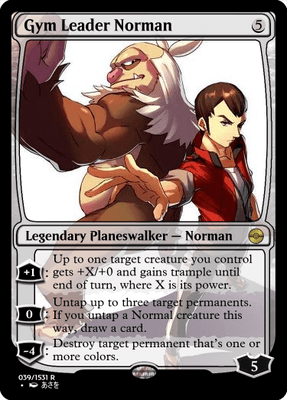 Gym Leader Norman 5
Legendary Planeswalker — Norman
+1: Up to one target creature you control
gets +X/+0 and gains trample until
end of turn, where X is its power.
0: Untap up to three target permanents.
If you untap a Normal creature this
way, draw a card.
-4: Destroy target permanent that's one or
more colors.
5
039/1531 R
• あさを